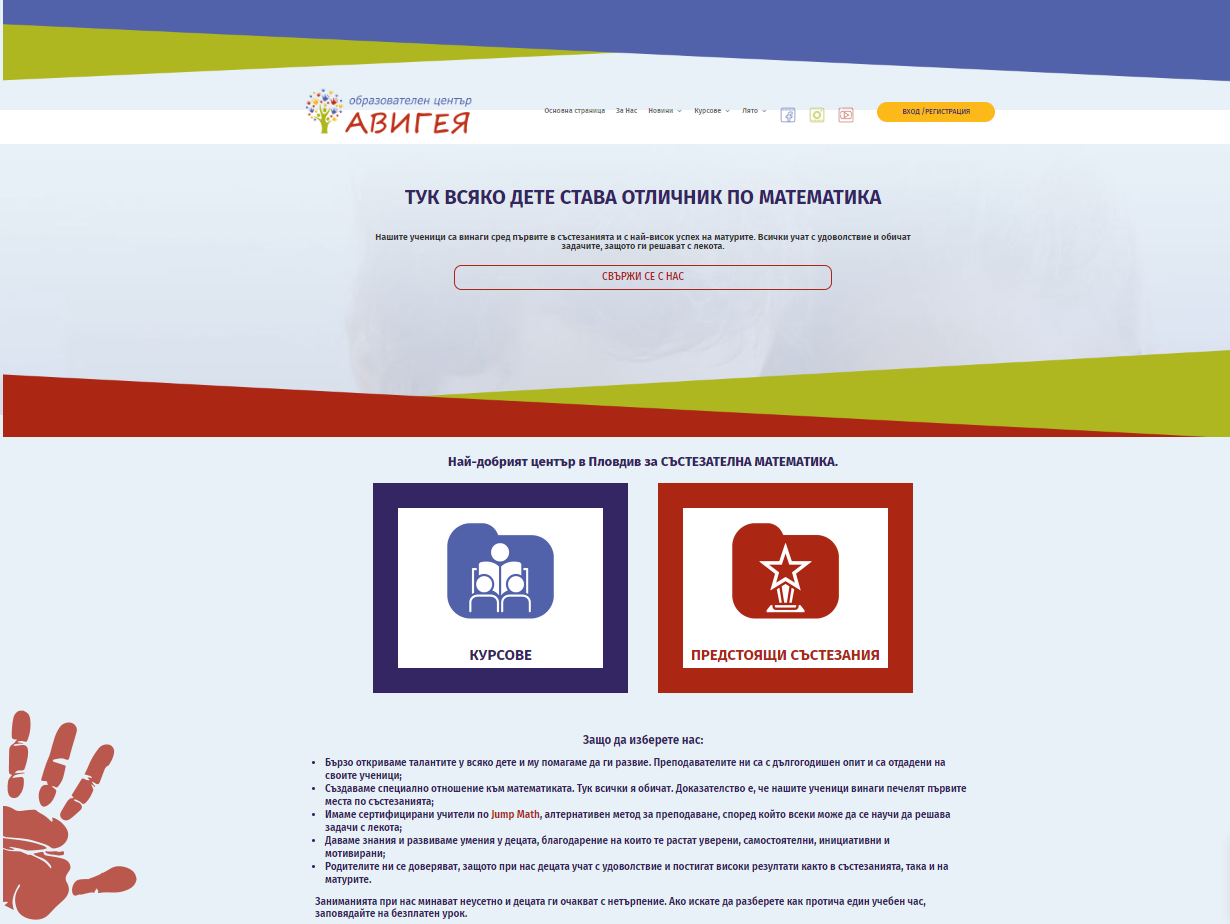 образователен център
АВИГЕЯ
Основна страница За Нас Новини Курсове Лято ВХОД /РЕГИСТРАЦИЯ
ТУК ВСЯКО ДЕТЕ СТАВА ОТЛИЧНИК ПО МАТЕМАТИКА
Нашите ученици са винаги сред първите в състезанията и с най-висок успех на матурите. Всички учат с удоволствие и обичат
задачите, защото ги решават с лекота.
СВЪРЖИ СЕ С НАС
Най-добрият център в Пловдив за СЪСТЕЗАТЕЛНА МАТЕМАТИКА.
КУРСОВЕ
ПРЕДСТОЯЩИ СЪСТЕЗАНИЯ
Защо да изберете нас:
• Бързо откриваме талантите у всяко дете и му помагаме да ги развие. Преподавателите ни са с дългогодишен опит и са отдадени на
своите ученици;
• Създаваме специално отношение към математиката. Тук всички я обичат. Доказателство е, че нашите ученици винаги печелят първите
места по състезанията;
• Имаме сертифицирани учители по Jump Math, алтернативен метод за преподаване, според който всеки може да се научи да решава
задачи с лекота;
• Даваме знания и развиваме умения у децата, благодарение на които те растат уверени, самостоятелни, инициативни и
мотивирани;
• Родителите ни се доверяват, защото при нас децата учат с удоволствие и постигат високи резултати както в състезанията, така и на
матурите.
Заниманията при нас минават неусетно и децата ги очакват с нетърпение. Ако искате да разберете как протича един учебен час,
заповядайте на безплатен урок.